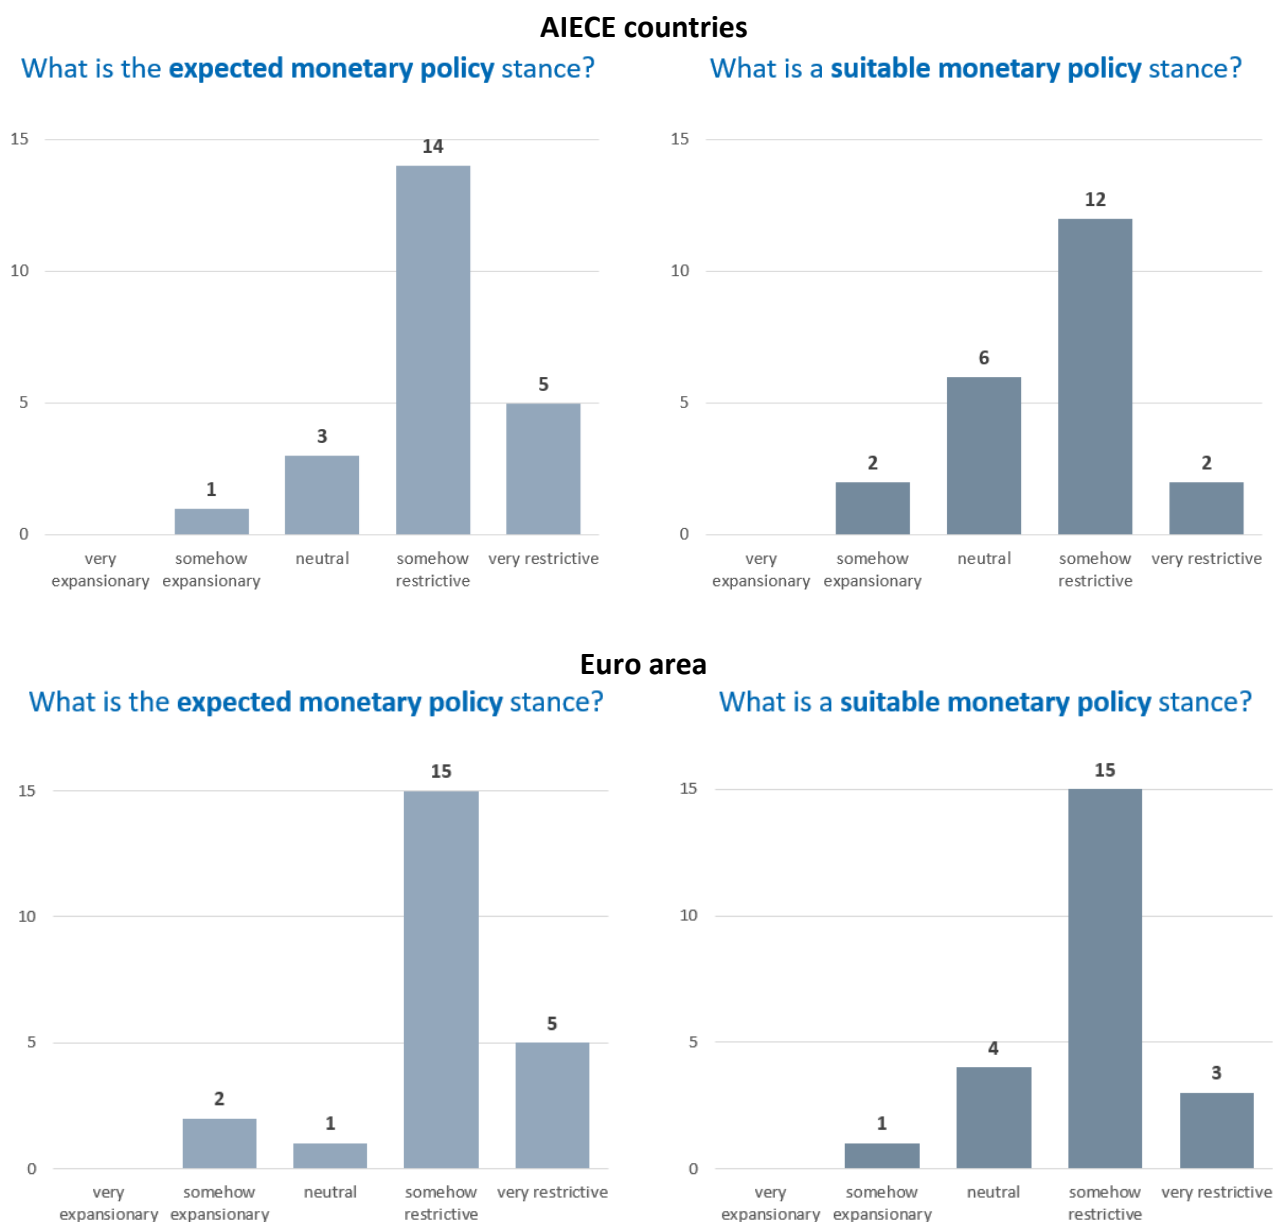 AIECE countries
What is the expected monetary policy stance?
15
10
5
0
1
3
14
5
very expansionary
somehow expansionary
neutral
somehow restrictive
very restrictive
What is a suitable monetary policy stance?
15
10
5
0
2
6
12
2
very expansionary
somehow expansionary
neutral
somehow restrictive
very restrictive
Euro area
What is the expected monetary policy stance?
15
10
5
0
2
1
15
5
very expansionary
somehow expansionary
neutral
somehow restrictive
very restrictive
What is a suitable monetary policy stance?
15
10
5
0
1
4
15
3
very expansionary
somehow expansionary
neutral
somehow restrictive
very restrictive